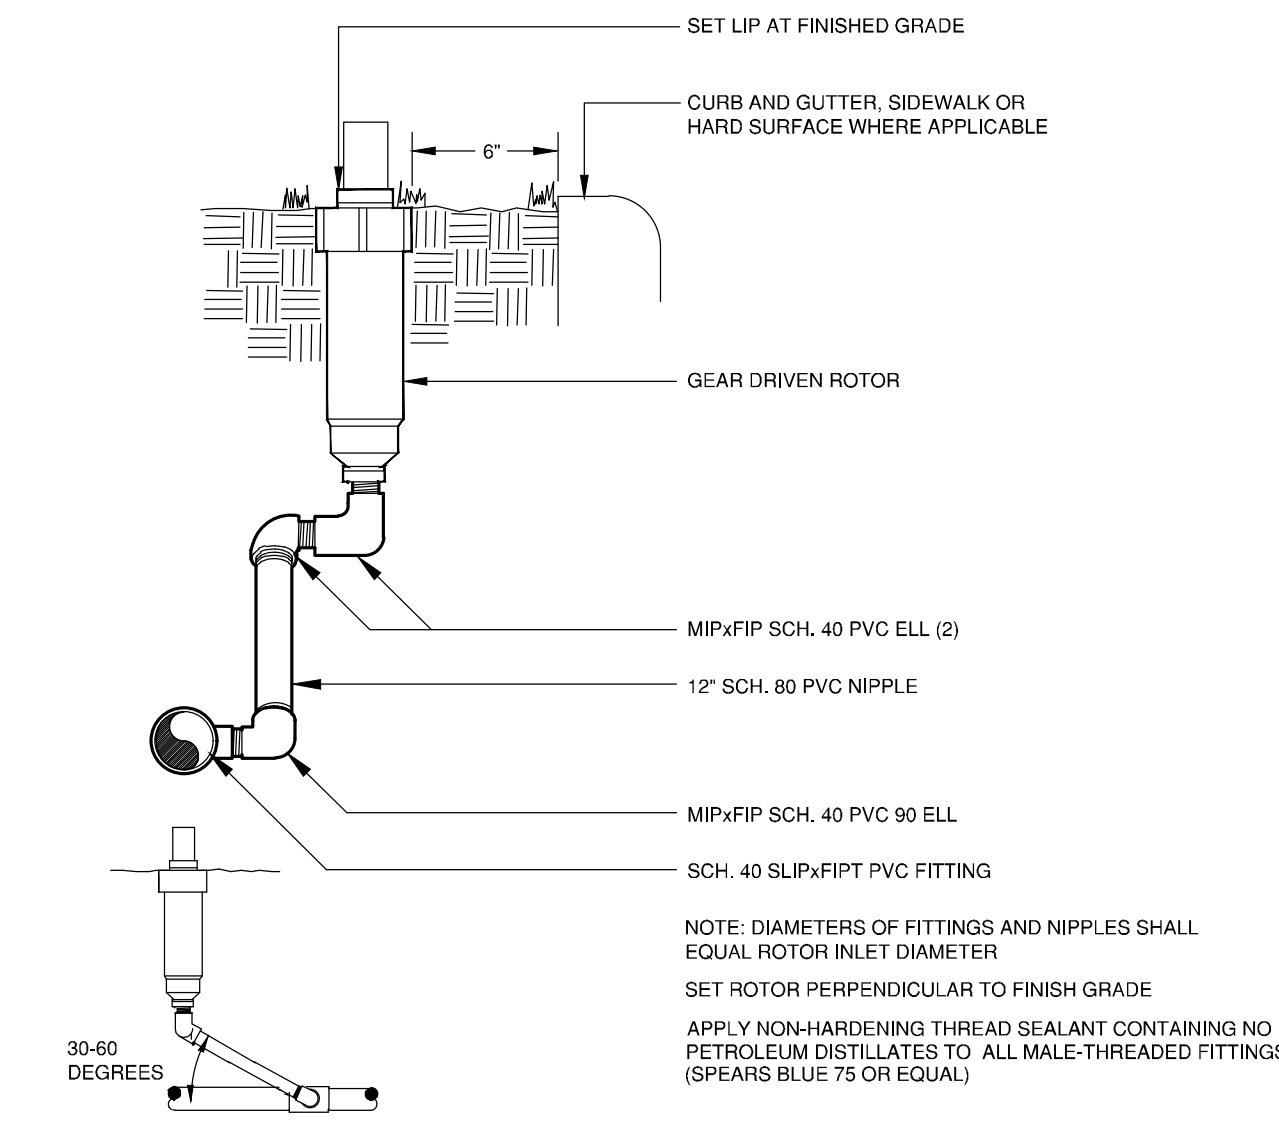 SET LIP AT FINISHED GRADE
CURB AND GUTTER, SIDEWALK OR
HARD SURFACE WHERE APPLICABLE
6"
GEAR DRIVEN ROTOR
MIPxFIP SCH. 40 PVC ELL (2)
12" SCH. 80 PVC NIPPLE
MIPxFIP SCH. 40 PVC 90 ELL
SCH. 40 SLIPxFIPT PVC FITTING
NOTE: DIAMETERS OF FITTINGS AND NIPPLES SHALL
EQUAL ROTOR INLET DIAMETER
SET ROTOR PERPENDICULAR TO FINISH GRADE
APPLY NON-HARDENING THREAD SEALANT CONTAINING NO
PETROLEUM DISTILLATES TO ALL MALE-THREADED FITTINGS
(SPEARS BLUE 75 OR EQUAL)
30-60
DEGREES